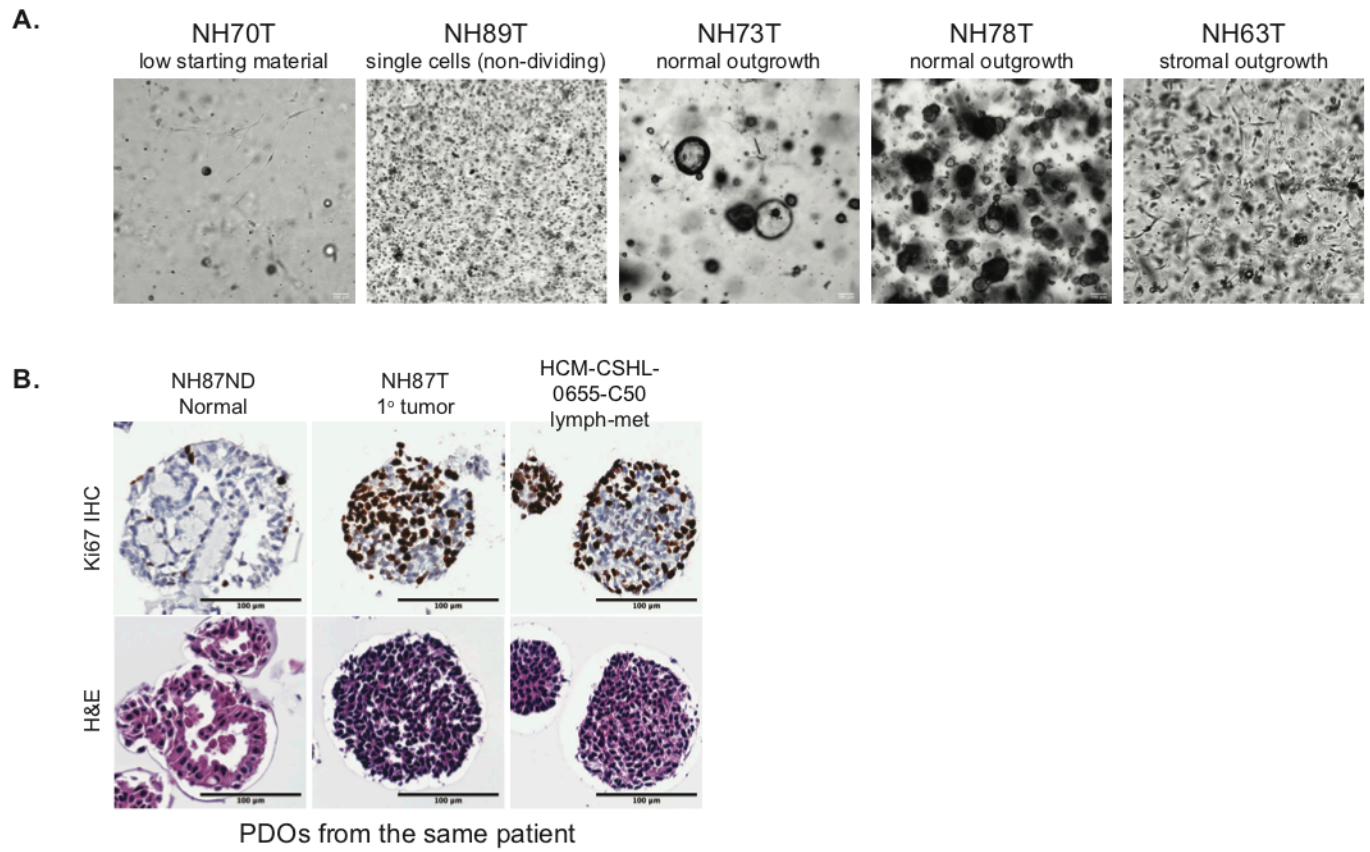 A.
NH70T
low starting material
NH89T
single cells (non-dividing)
NH73T
normal outgrowth
NH78T
normal outgrowth
NH63T
stromal outgrowth
B.
NH87ND
Normal
NH87T
1º tumor
HCM-CSHL-
0655-C50
lymph-met
Ki67 IHC
100 µm
100 µm
100 µm
H&E
100 µm
100 µm
100 µm
PDOs from the same patient